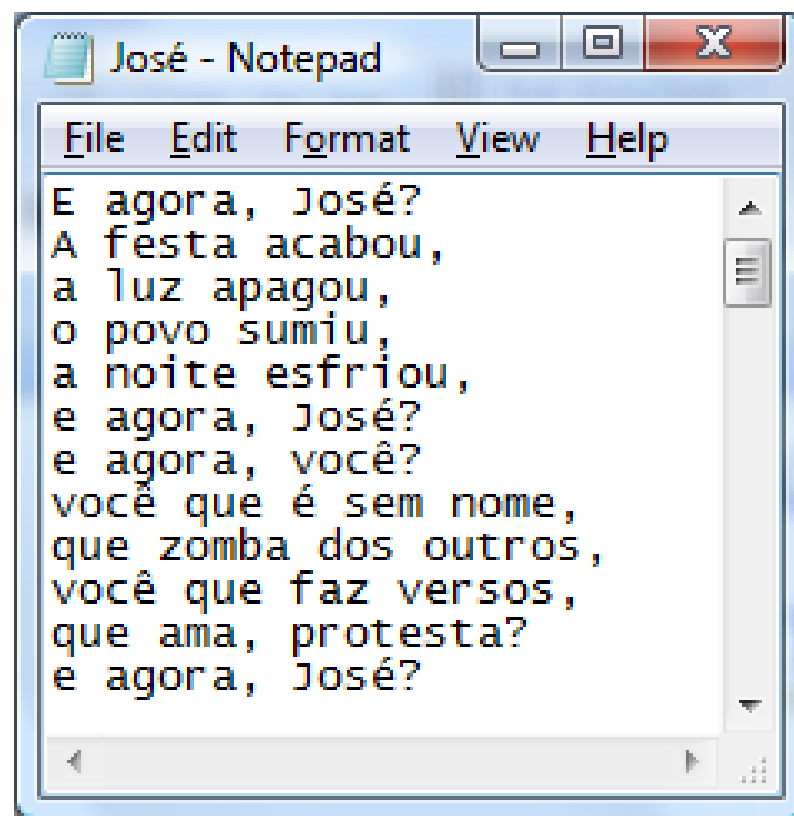 José - Notepad
File Edit Format View Help
E agora, José?
A festa acabou,
a luz apagou,
o povo sumiu,
a noite esfriou,
e agora, José?
e agora, você?
você que é sem nome,
que zomba dos outros,
você que faz versos,
que ama, protesta?
e agora, José?